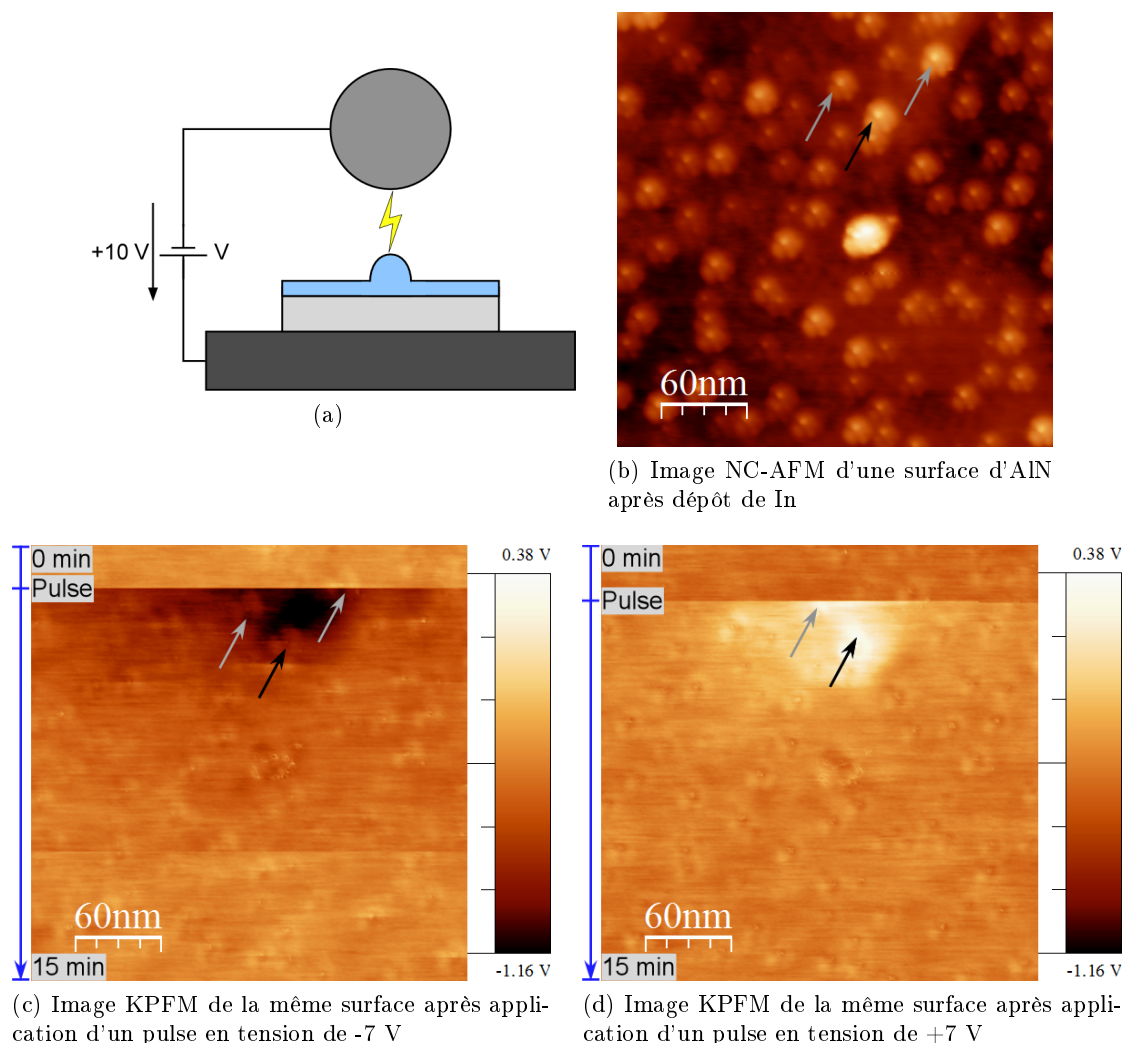 +10 V
V
(a)
60nm
(b) Image NC-AFM d'une surface d'AlN
après dépôt de In
0 min
Pulse
60nm
15 min
0.38 V
-1.16 V
(c) Image KPFM de la même surface après appli-
cation d'un pulse en tension de -7 V
0 min
Pulse
60nm
15 min
0.38 V
-1.16 V
(d) Image KPFM de la même surface après appli-
cation d'un pulse en tension de +7 V